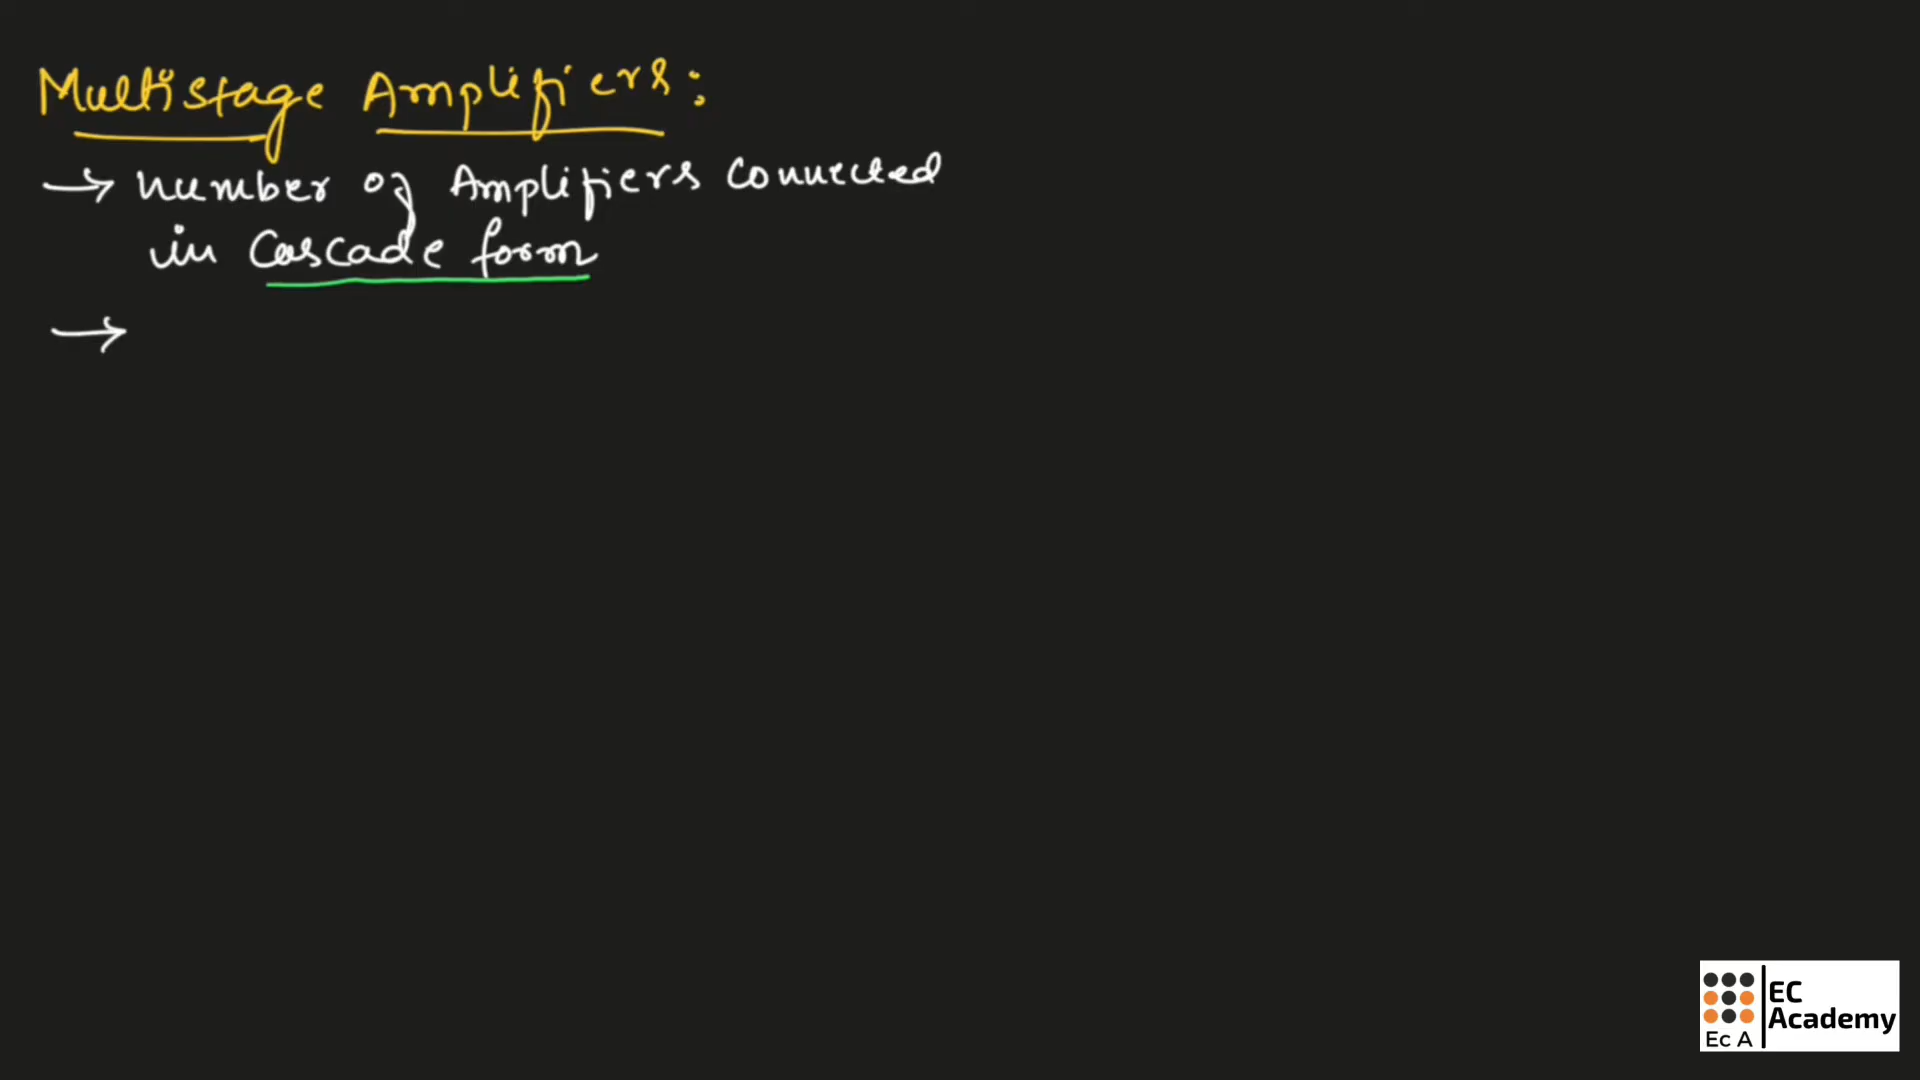 Multistage Amplifiers:
→ number of Amplifiers connected
in Cascade form
→
EC
Academy
Ec A